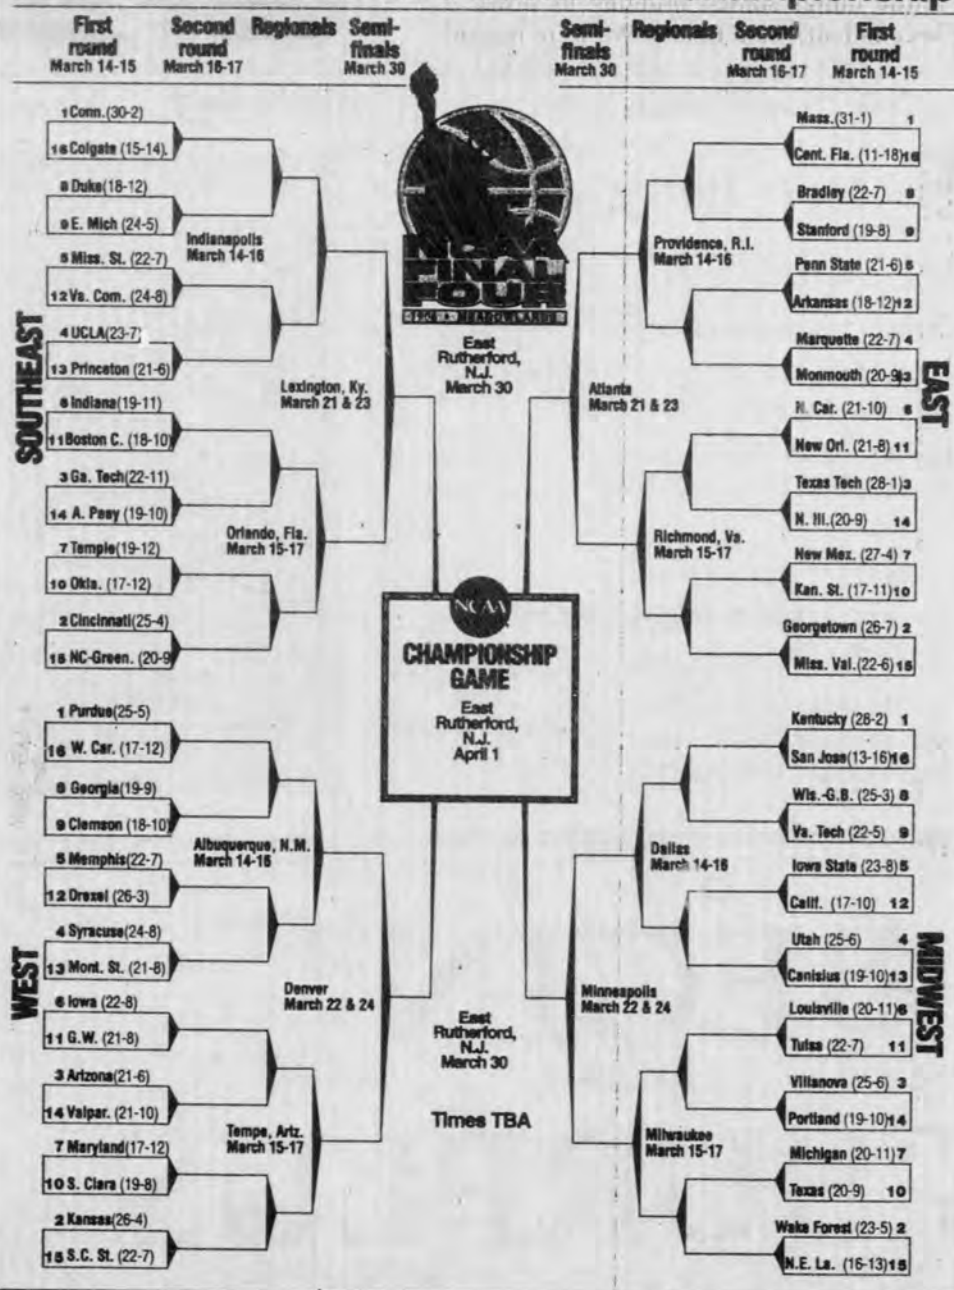 First round March 14-15
Second round March 16-17
Regionals
Semi-finals March 30
Semi-finals March 30
Regionals
Second round March 16-17
First round March 14-15
SOUTHEAST
1 Conn.(30-2)
16 Colgate (15-14).
8 Duke(18-12)
9 E. Mich (24-5)
5 Miss. St. (22-7)
12 Va. Com. (24-8)
4 UCLA(23-7)
13 Princeton (21-6)
6 Indiana(19-11)
11 Boston C. (18-10)
3 Ga. Tech(22-11)
14 A. Peay (19-10)
7 Temple(19-12)
10 Okla. (17-12)
2 Cincinnati(25-4)
15 NC-Green. (20-9
Indianapolis
March 14-16
Lexington, Ky.
March 21 & 23
Orlando, Fla.
March 15-17
WEST
1 Purdue(25-5)
16 W. Car. (17-12)
8 Georgia(19-9)
9 Clemson (18-10)
5 Memphis(22-7)
12 Drexel (26-3)
4 Syracuse(24-8)
13 Mont. St. (21-8)
6 Iowa (22-8)
11 G.W. (21-8)
3 Arizona(21-6)
14 Valpar. (21-10)
7 Maryland(17-12)
10 S. Clara (19-8)
2 Kansas(26-4)
15 S.C. St. (22-7)
Albuquerque, N.M.
March 14-16
Denver
March 22 & 24
Tempe, Ariz.
March 15-17
NCAA
FINAL
FOUR
East
Rutherford,
N.J.
March 30
NCAA
CHAMPIONSHIP
GAME
East
Rutherford,
N.J.
April 1
East
Rutherford,
N.J.
March 30
Times TBA
EAST
Mass.(31-1) 1
Cent. Fla. (11-18)16
Bradley (22-7) 8
Stanford (19-8) 9
Penn State (21-6) 5
Arkansas (18-12)12
Marquette (22-7) 4
Monmouth (20-9)13
N. Car. (21-10) 6
New Orl. (21-8) 11
Texas Tech (28-1)3
N. Ill.(20-9) 14
New Mex. (27-4) 7
Kan. St. (17-11)10
Georgetown (26-7) 2
Miss. Val.(22-6)15
Providence, R.I.
March 14-16
Atlanta
March 21 & 23
Richmond, Va.
March 15-17
MIDWEST
Kentucky (28-2) 1
San Jose(13-16)16
Wis.-G.B. (25-3) 8
Va. Tech (22-5) 9
Iowa State (23-8)5
Calif. (17-10) 12
Utah (25-6) 4
Canisius (19-10)13
Louisville (20-11)6
Tulsa (22-7) 11
Villanova (25-6) 3
Portland (19-10)14
Michigan (20-11)7
Texas (20-9) 10
Wake Forest (23-5) 2
N.E. La. (16-13)15
Dallas
March 14-16
Minneapolis
March 22 & 24
Milwaukee
March 15-17